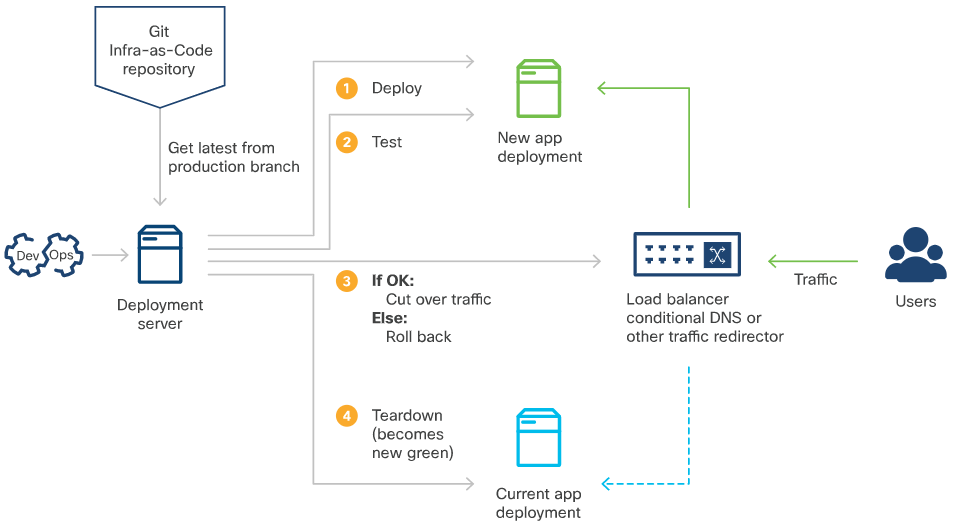 Git
Infra-as-Code
repository
Get latest from
production branch
1 Deploy
2 Test
New app
deployment
Dev Ops
Deployment
server
3 If OK:
Cut over traffic
Else:
Roll back
Load balancer
conditional DNS or
other traffic redirector
Traffic
Users
4 Teardown
(becomes
new green)
Current app
deployment